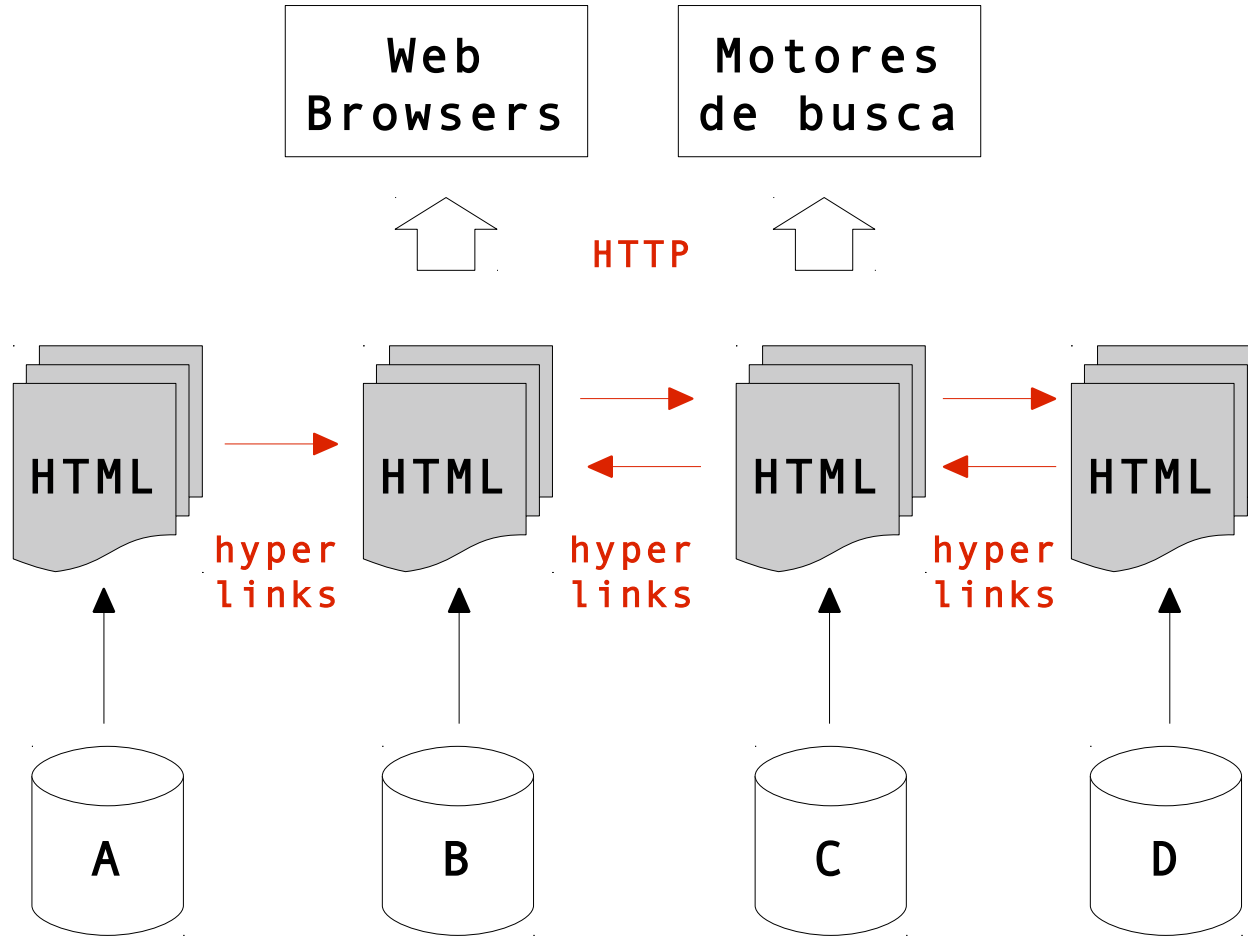 Web
Browsers
Motores
de busca
HTTP
HTML
HTML
HTML
HTML
hyper
links
hyper
links
hyper
links
A
B
C
D